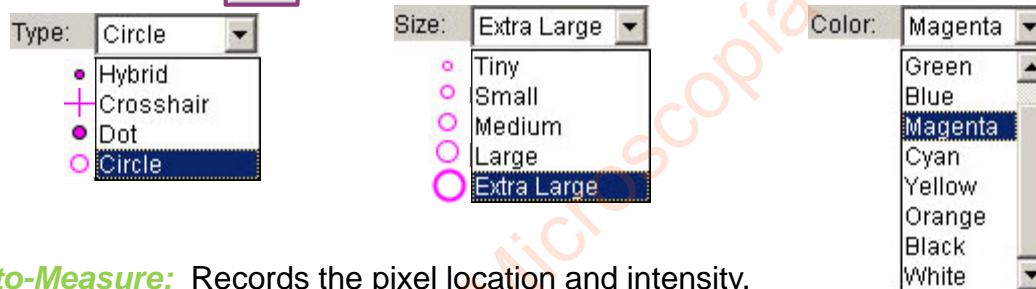 Type: Circle
Hybrid
Crosshair
Dot
Circle
Size: Extra Large
Tiny
Small
Medium
Large
Extra Large
Color: Magenta
Green
Blue
Magenta
Cyan
Yellow
Orange
Black
White
to-Measure: Records the pixel location and intensity.
Microscopía